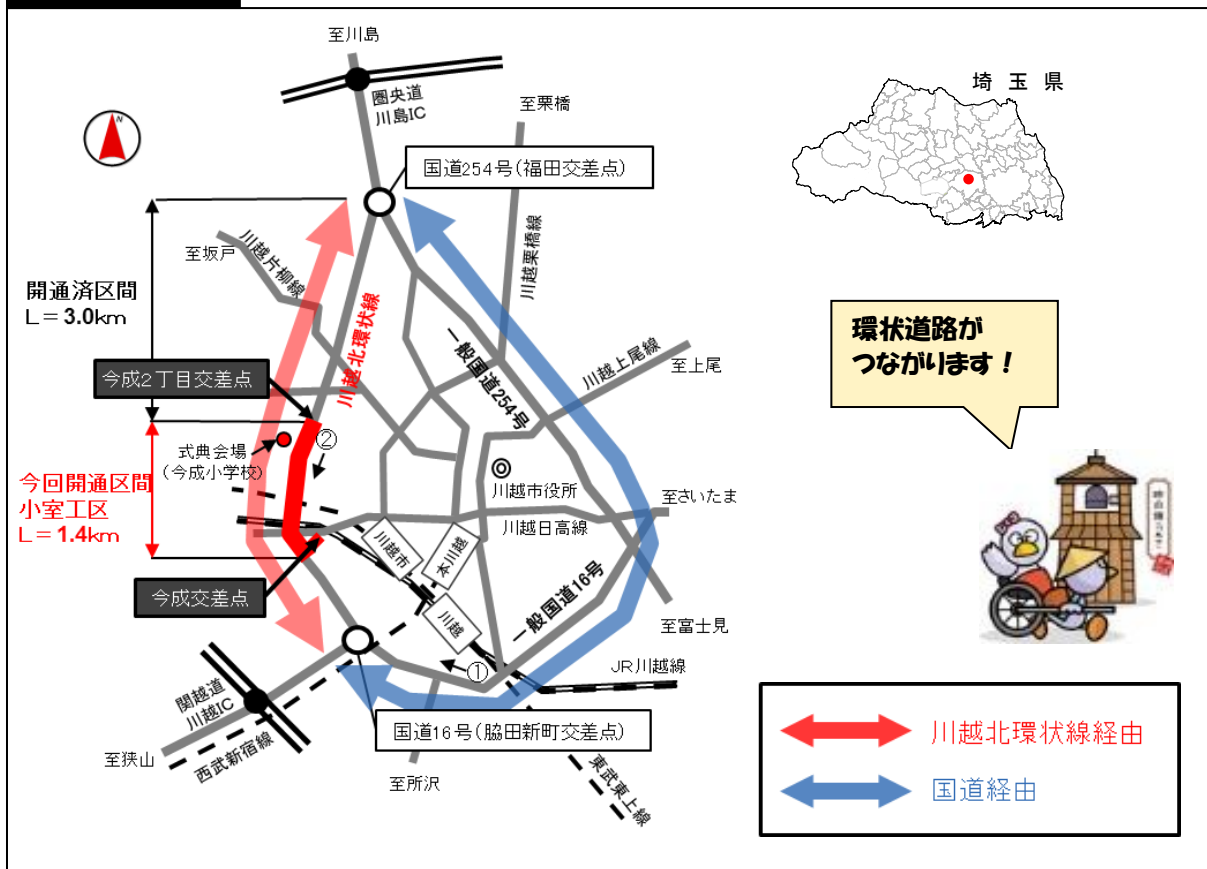 至川島
圏央道
川島IC
至栗橋
埼玉県
N
国道254号(福田交差点)
川越栗橋線
至坂戸
川越片柳線
開通済区間
L＝3.0km
川越北環状線
一般国道254号
川越上尾線
至上尾
環状道路が
つながります！
今成2丁目交差点
②
式典会場
(今成小学校)
川越市役所
今回開通区間
小室工区
L＝1.4km
至さいたま
川越日高線
川越市
本川越
今成交差点
川越
一般国道16号
至富士見
①
JR川越線
関越道
川越IC
国道16号(脇田新町交差点)
至狭山
西武新宿線
至所沢
東武東上線
川越北環状線経由
国道経由